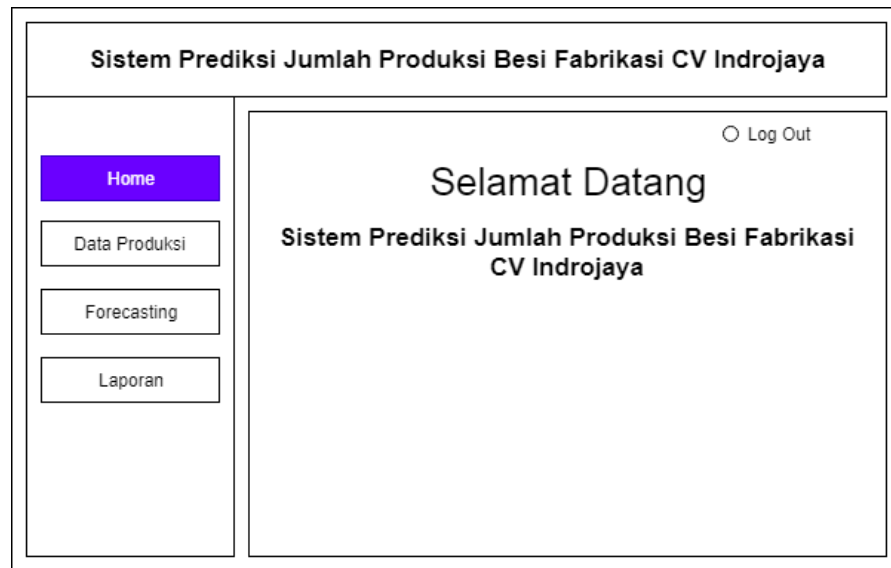 Sistem Prediksi Jumlah Produksi Besi Fabrikasi CV Indrojaya
Home
Data Produksi
Forecasting
Laporan
Log Out
Selamat Datang
Sistem Prediksi Jumlah Produksi Besi Fabrikasi
CV Indrojaya